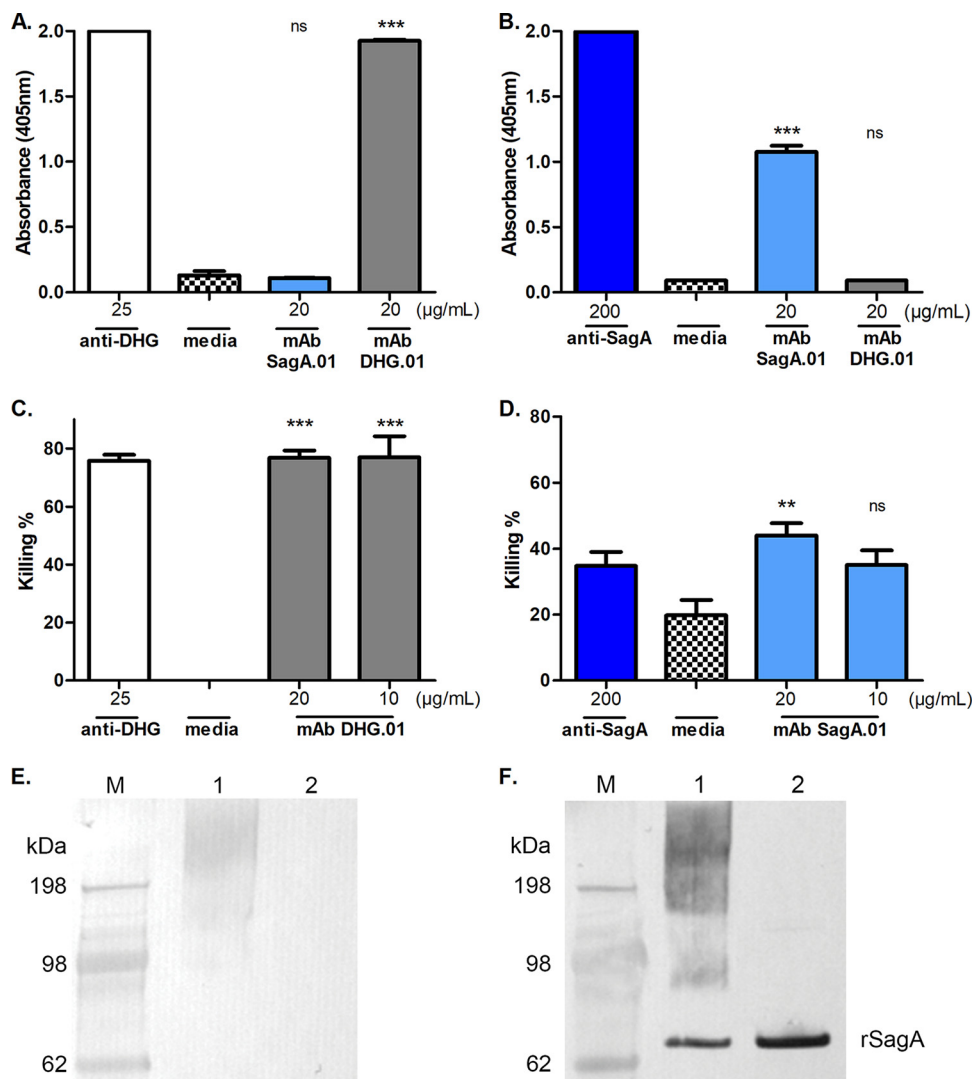 A.
ns
***
2.0
1.5
1.0
0.5
0.0
Absorbance (405nm)
25
20
20
(µg/mL)
anti-DHG
media
mAb
SagA.01
mAb
DHG.01
B.
***
ns
2.0
1.5
1.0
0.5
0.0
Absorbance (405nm)
200
20
20
(µg/mL)
anti-SagA
media
mAb
SagA.01
mAb
DHG.01
C.
***
***
80
60
40
20
0
Killing %
25
20
10
(µg/mL)
anti-DHG
media
mAb DHG.01
D.
**
ns
80
60
40
20
0
Killing %
200
20
10
(µg/mL)
anti-SagA
media
mAb SagA.01
E.
M
1
2
kDa
198
98
62
F.
M
1
2
kDa
198
98
62
rSagA